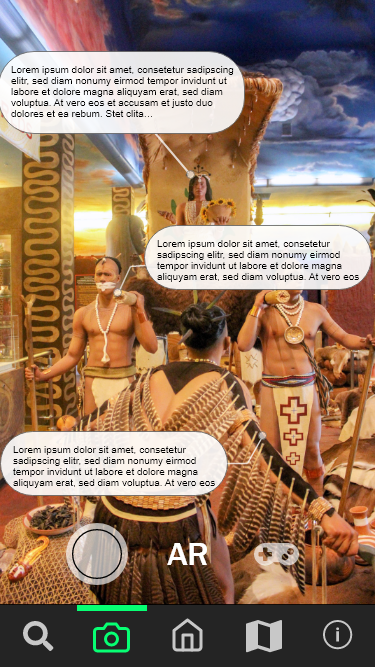 Lorem ipsum dolor sit amet, consetetur sadipscing
elitr, sed diam nonumy eirmod tempor invidunt ut
labore et dolore magna aliquyam erat, sed diam
voluptua. At vero eos et accusam et justo duo
dolores et ea rebum. Stet clita...
Lorem ipsum dolor sit amet, consetetur
sadipscing elitr, sed diam nonumy eirmod
tempor invidunt ut labore et dolore magna
aliquyam erat, sed diam voluptua. At vero eos
Lorem ipsum dolor sit amet, consetetur
sadipscing elitr, sed diam nonumy eirmod
tempor invidunt ut labore et dolore magna
aliquyam erat, sed diam voluptua. At vero eos
AR